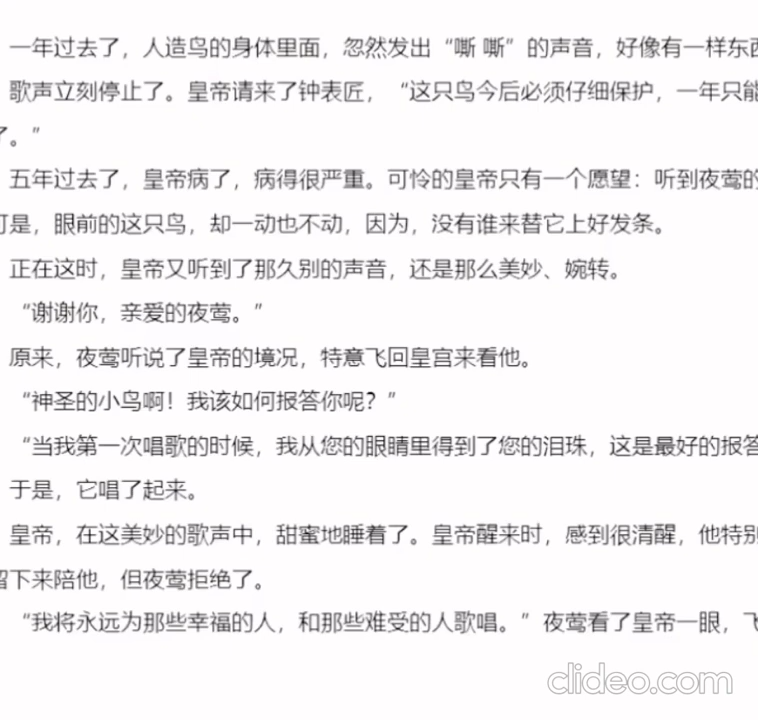 一年过去了，人造鸟的身体里面，忽然发出“嘶 嘶”的声音，好像有一样东西
歌声立刻停止了。皇帝请来了钟表匠，“这只鸟今后必须仔细保护，一年只能
了。”
五年过去了，皇帝病了，病得很严重。可怜的皇帝只有一个愿望：听到夜莺的
可是，眼前的这只鸟，却一动也不动，因为，没有谁来替它上好发条。
正在这时，皇帝又听到了那久别的声音，还是那么美妙、婉转。
“谢谢你，亲爱的夜莺。”
原来，夜莺听说了皇帝的境况，特意飞回皇宫来看他。
“神圣的小鸟啊！我该如何报答你呢？”
“当我第一次唱歌的时候，我从您的眼睛里得到了您的泪珠，这是最好的报答
于是，它唱了起来。
皇帝，在这美妙的歌声中，甜蜜地睡着了。皇帝醒来时，感到很清醒，他特别
留下来陪他，但夜莺拒绝了。
“我将永远为那些幸福的人，和那些难受的人歌唱。”夜莺看了皇帝一眼，飞
clideo.com